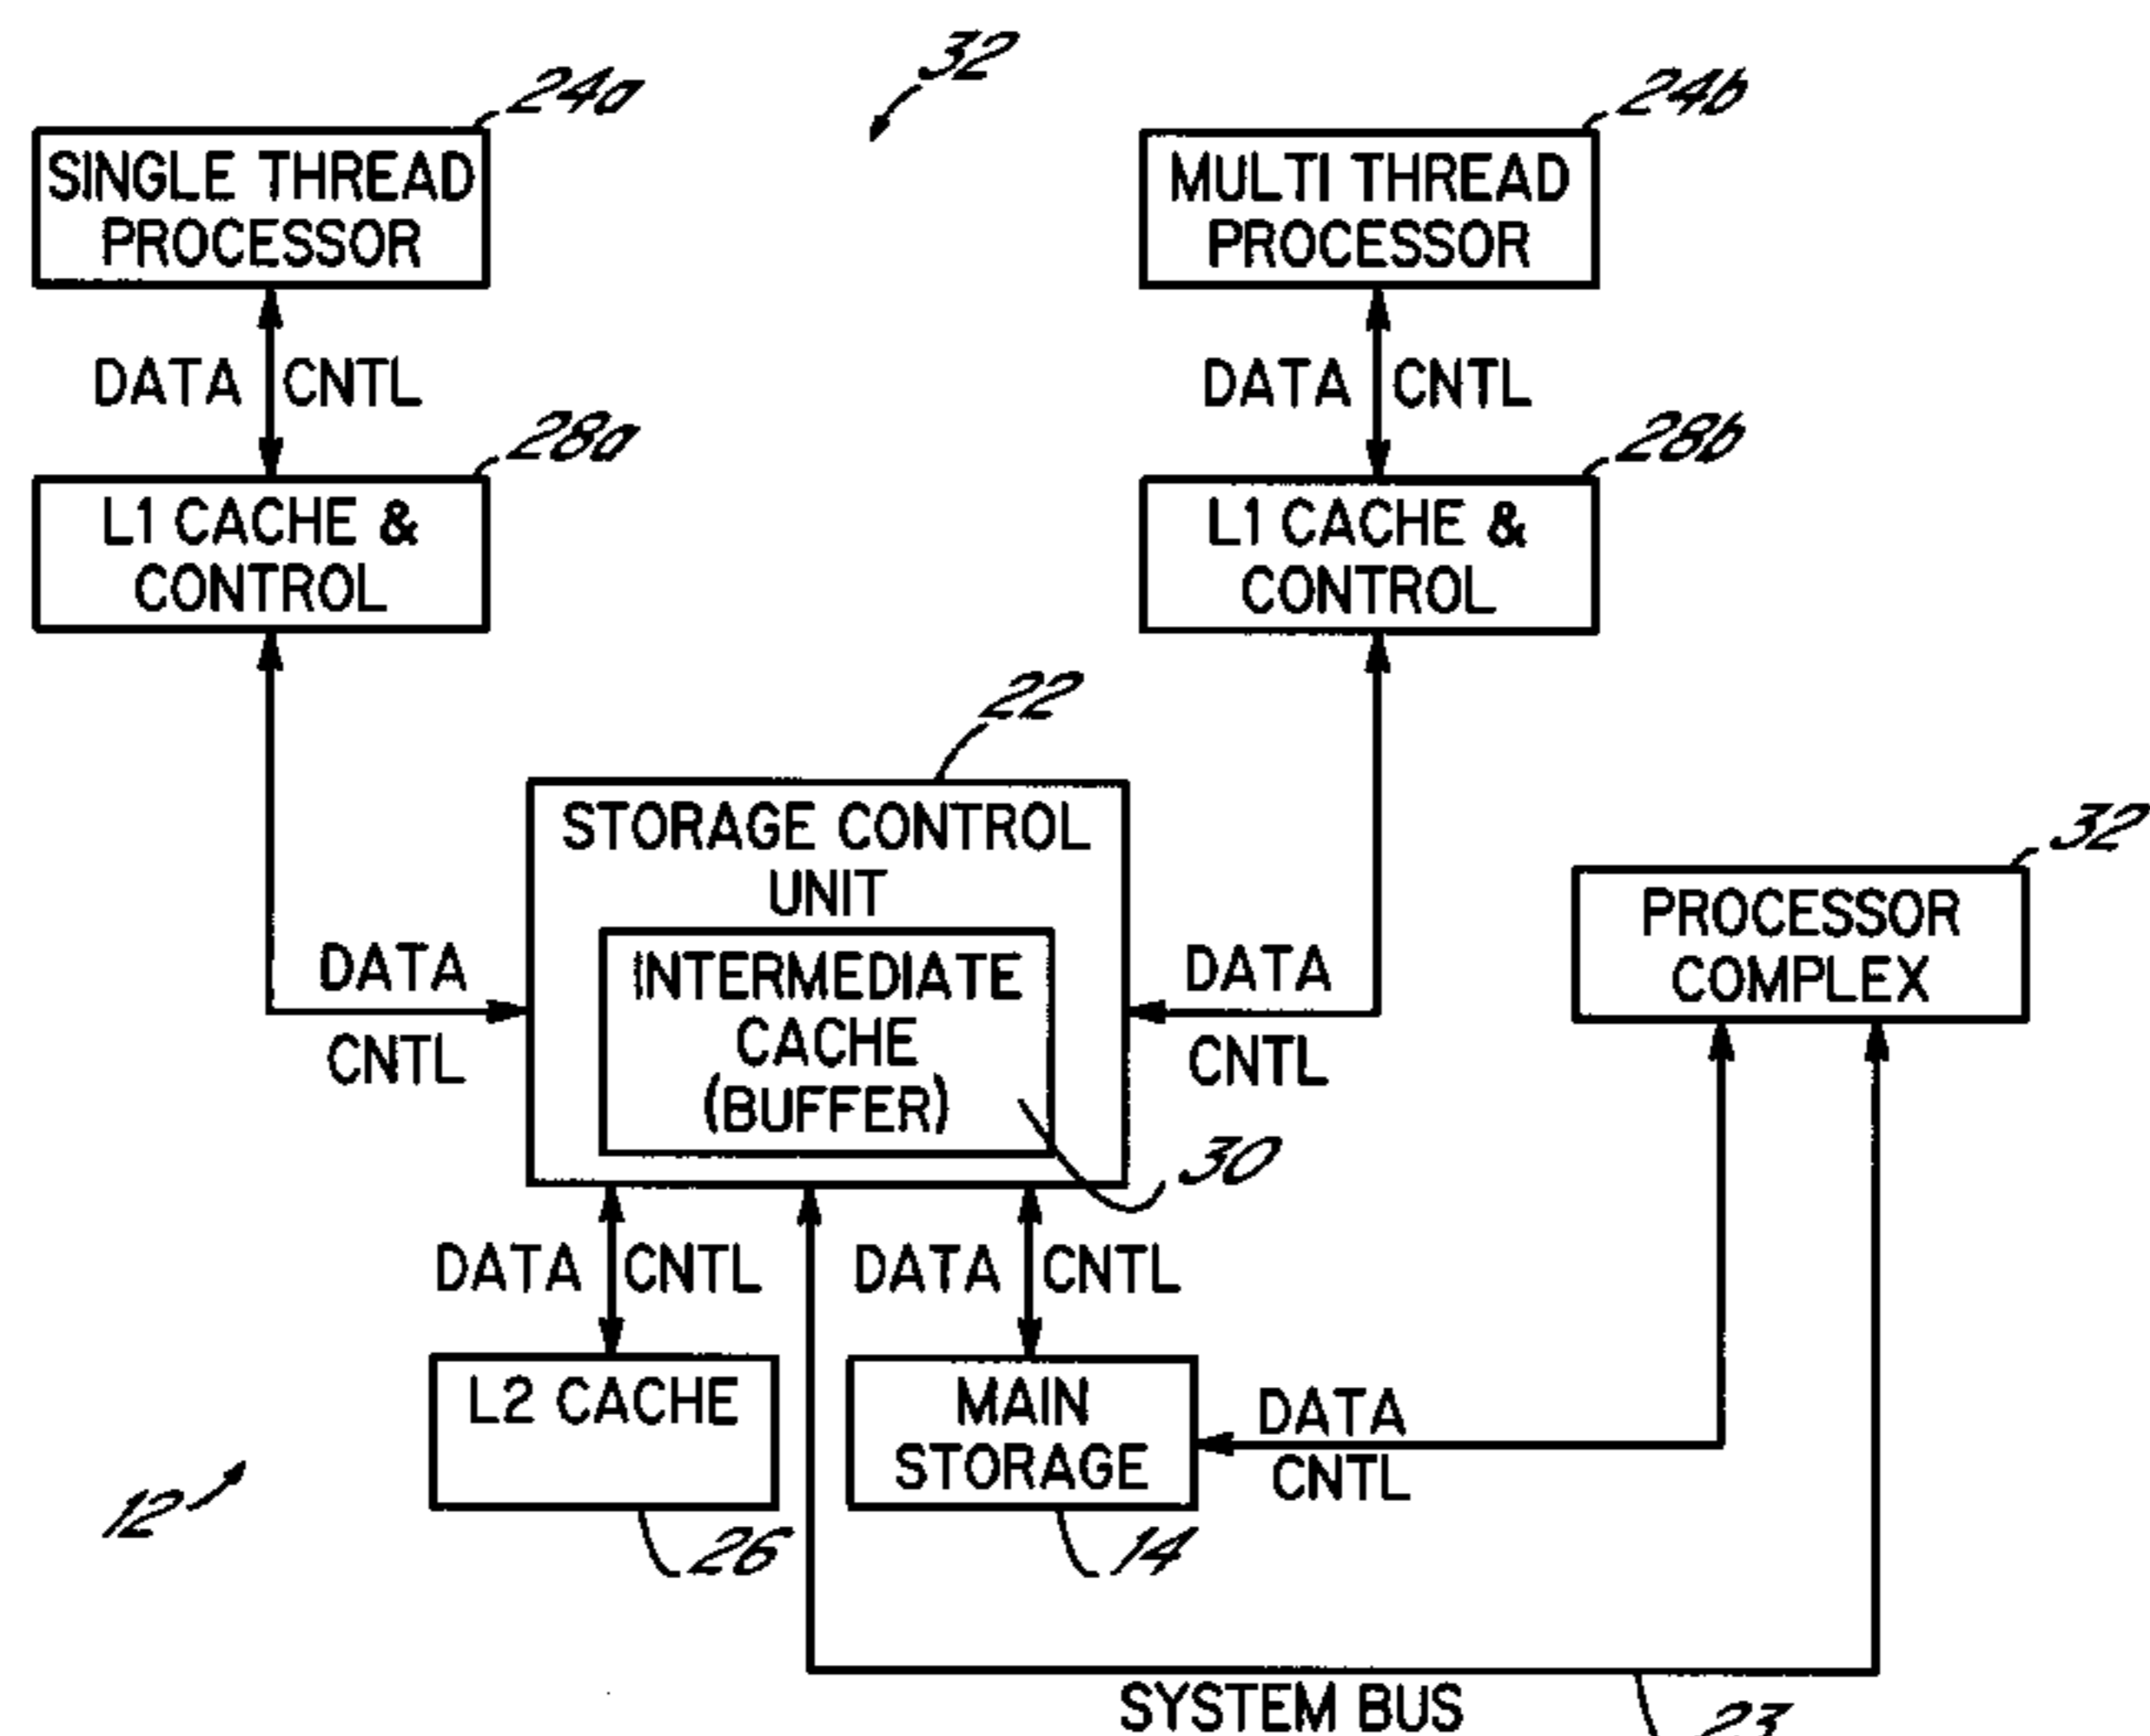 32
24a
24b
SINGLE THREAD
PROCESSOR
MULTI THREAD
PROCESSOR
DATA CNTL
DATA CNTL
28a
28b
L1 CACHE &
CONTROL
L1 CACHE &
CONTROL
22
STORAGE CONTROL
UNIT
32
PROCESSOR
COMPLEX
INTERMEDIATE
CACHE
(BUFFER)
DATA
CNTL
DATA
CNTL
30
DATA CNTL
DATA CNTL
L2 CACHE
MAIN
STORAGE
DATA
CNTL
12
26
14
SYSTEM BUS
23